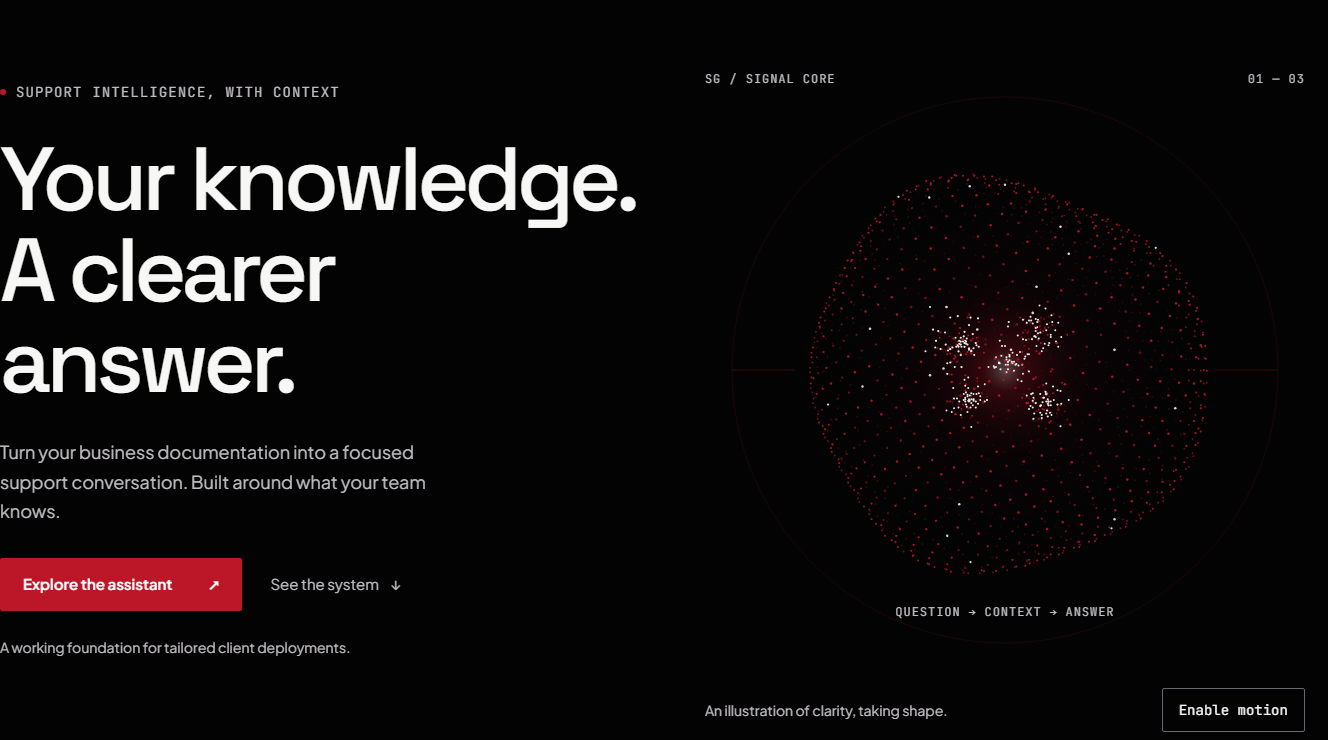 SUPPORT INTELLIGENCE, WITH CONTEXT
Your knowledge.
A clearer
answer.
Turn your business documentation into a focused
support conversation. Built around what your team
knows.
Explore the assistant ↗
See the system ↓
A working foundation for tailored client deployments.
SG / SIGNAL CORE
01 — 03
QUESTION → CONTEXT → ANSWER
An illustration of clarity, taking shape.
Enable motion